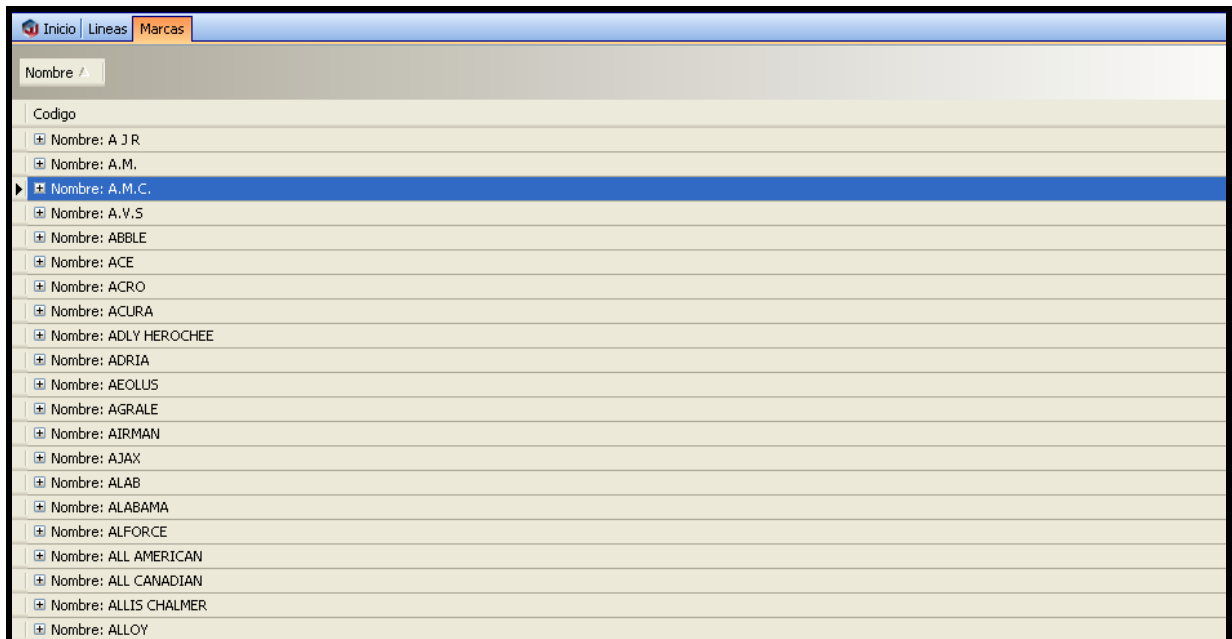 Inicio Lineas Marcas
Nombre
Codigo
Nombre: A J R
Nombre: A.M.
Nombre: A.M.C.
Nombre: A.V.S
Nombre: ABBLE
Nombre: ACE
Nombre: ACRO
Nombre: ACURA
Nombre: ADLY HEROCHEE
Nombre: ADRIA
Nombre: AEOLUS
Nombre: AGRALE
Nombre: AIRMAN
Nombre: AJAX
Nombre: ALAB
Nombre: ALABAMA
Nombre: ALFORCE
Nombre: ALL AMERICAN
Nombre: ALL CANADIAN
Nombre: ALLIS CHALMER
Nombre: ALLOY